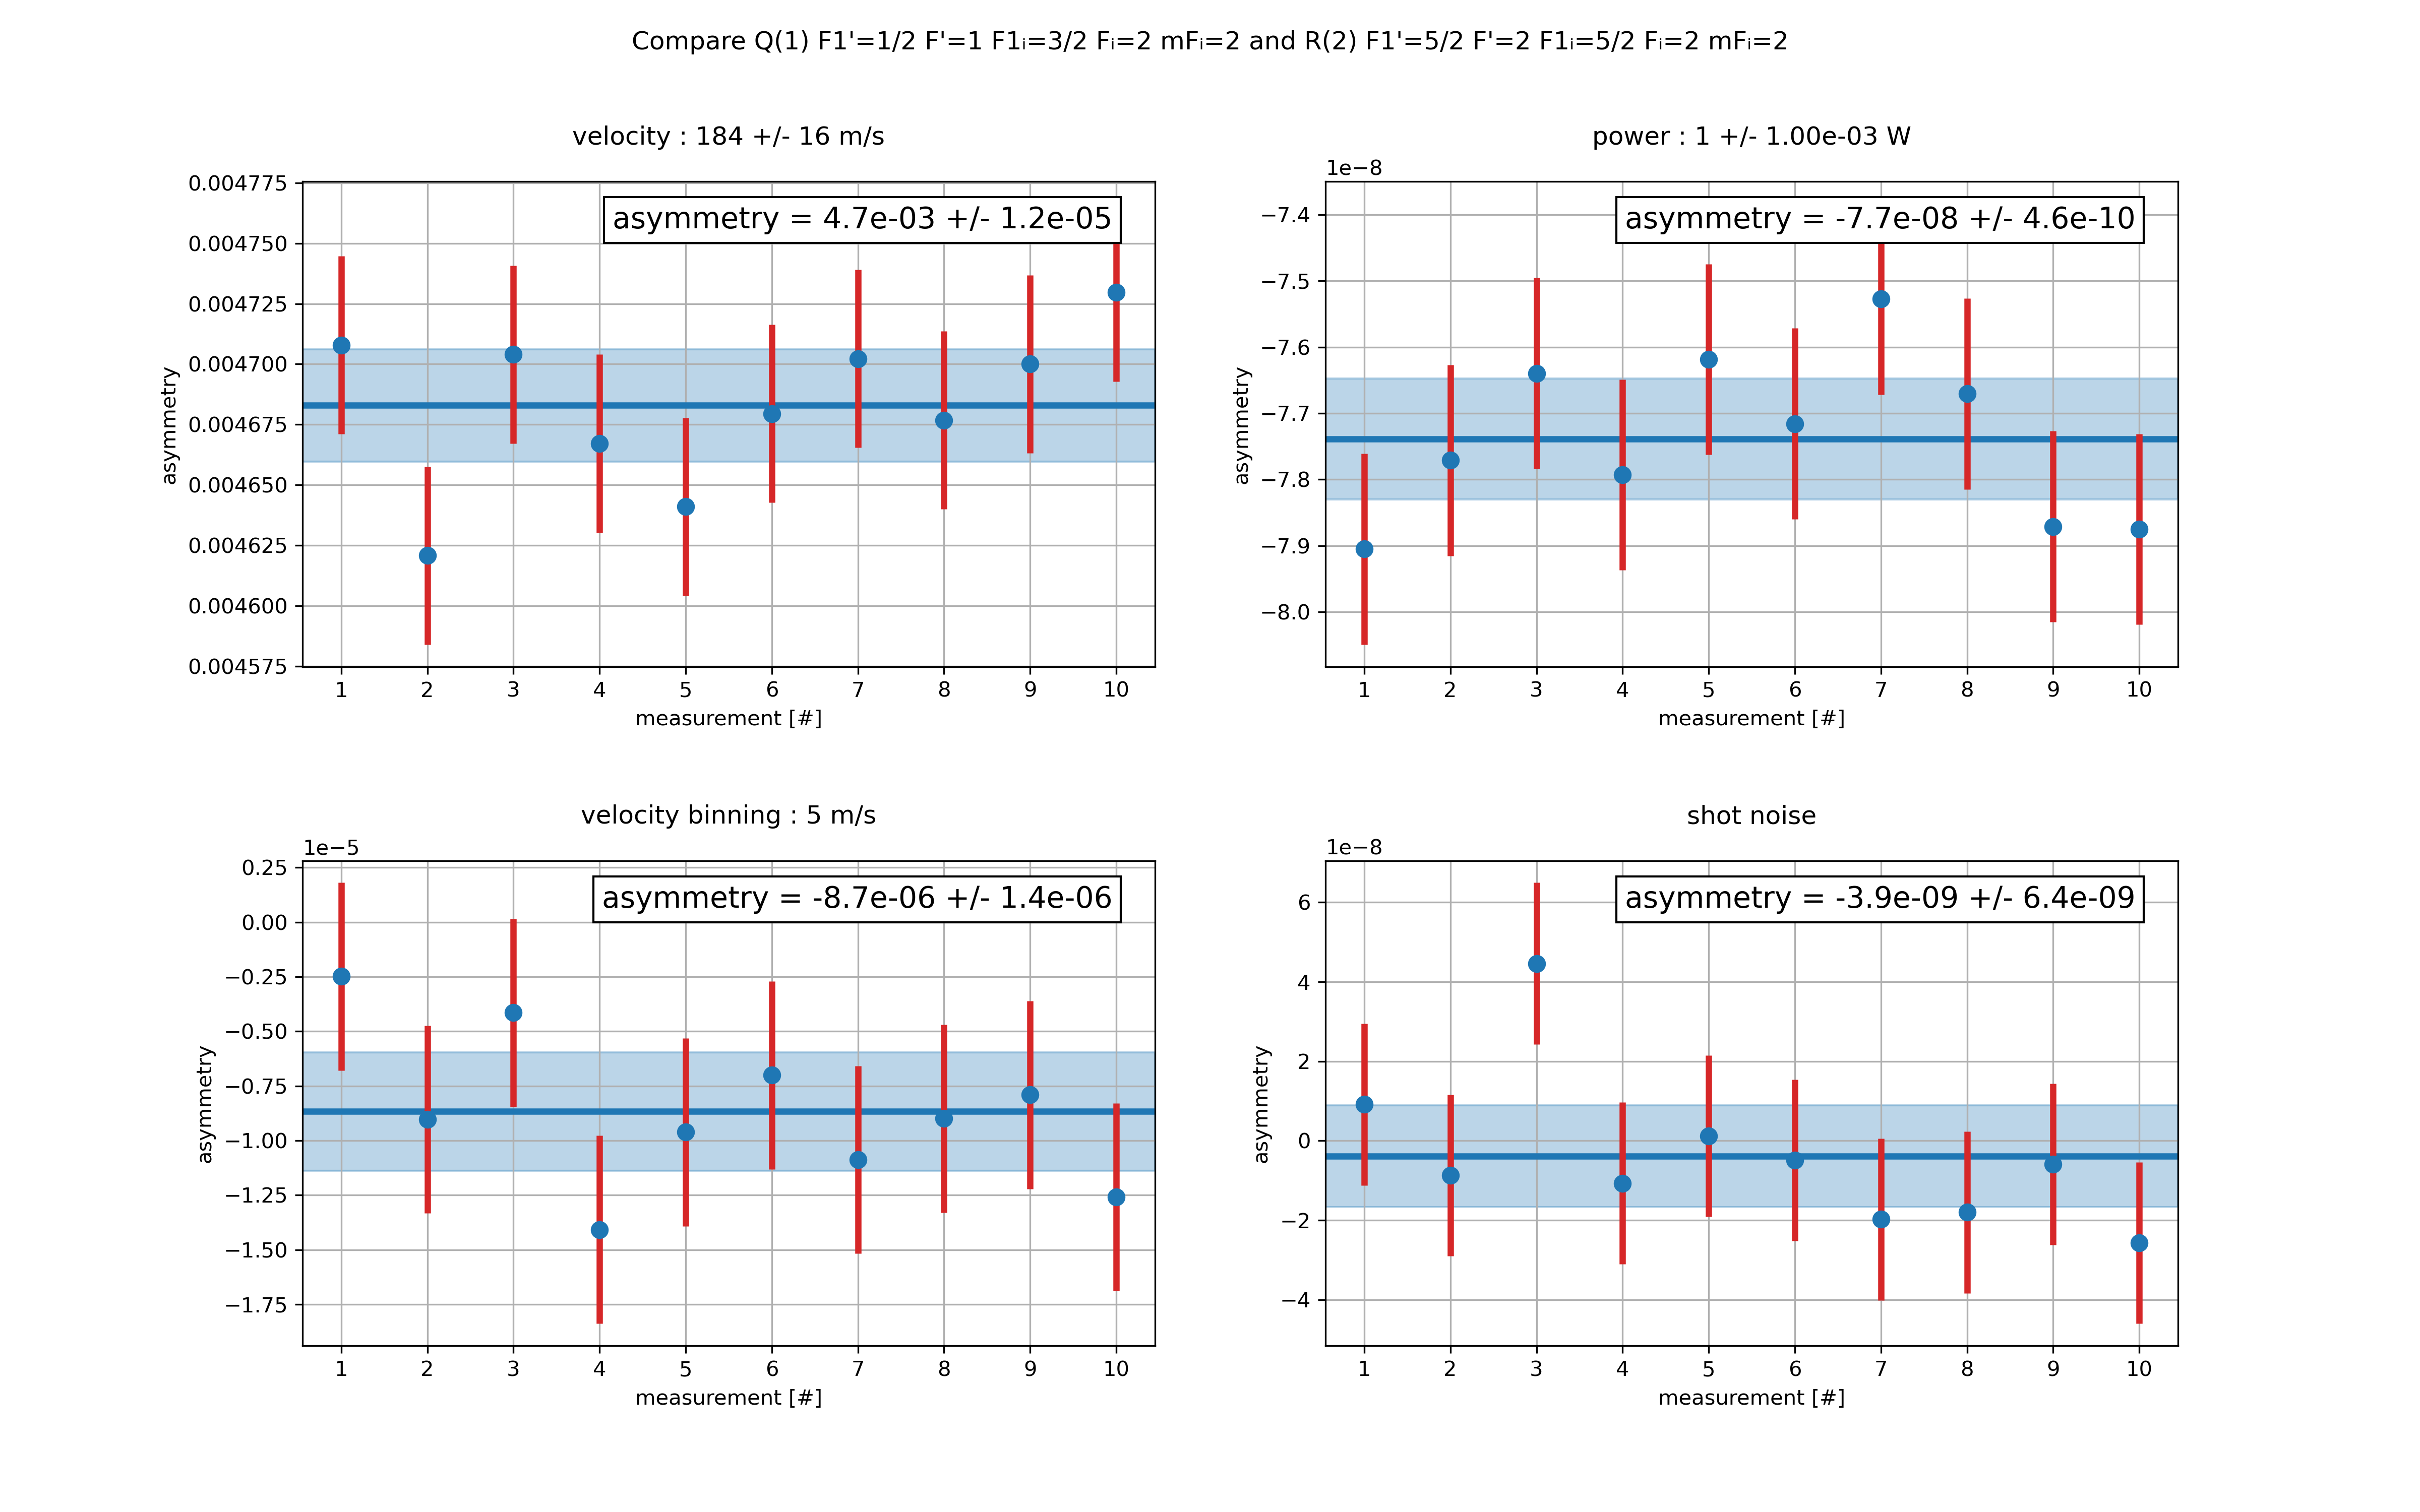 Compare Q(1) F1'=1/2 F'=1 F1ᵢ=3/2 Fᵢ=2 mFᵢ=2 and R(2) F1'=5/2 F'=2 F1ᵢ=5/2 Fᵢ=2 mFᵢ=2
velocity : 184 +/- 16 m/s
asymmetry = 4.7e-03 +/- 1.2e-05
0.004775
0.004750
0.004725
0.004700
0.004675
0.004650
0.004625
0.004600
0.004575
asymmetry
1 2 3 4 5 6 7 8 9 10
measurement [#]
power : 1 +/- 1.00e-03 W
1e−8
asymmetry = -7.7e-08 +/- 4.6e-10
−7.4
−7.5
−7.6
−7.7
−7.8
−7.9
−8.0
asymmetry
1 2 3 4 5 6 7 8 9 10
measurement [#]
velocity binning : 5 m/s
1e−5
asymmetry = -8.7e-06 +/- 1.4e-06
0.25
0.00
−0.25
−0.50
−0.75
−1.00
−1.25
−1.50
−1.75
asymmetry
1 2 3 4 5 6 7 8 9 10
measurement [#]
shot noise
1e−8
asymmetry = -3.9e-09 +/- 6.4e-09
6
4
2
0
−2
−4
asymmetry
1 2 3 4 5 6 7 8 9 10
measurement [#]